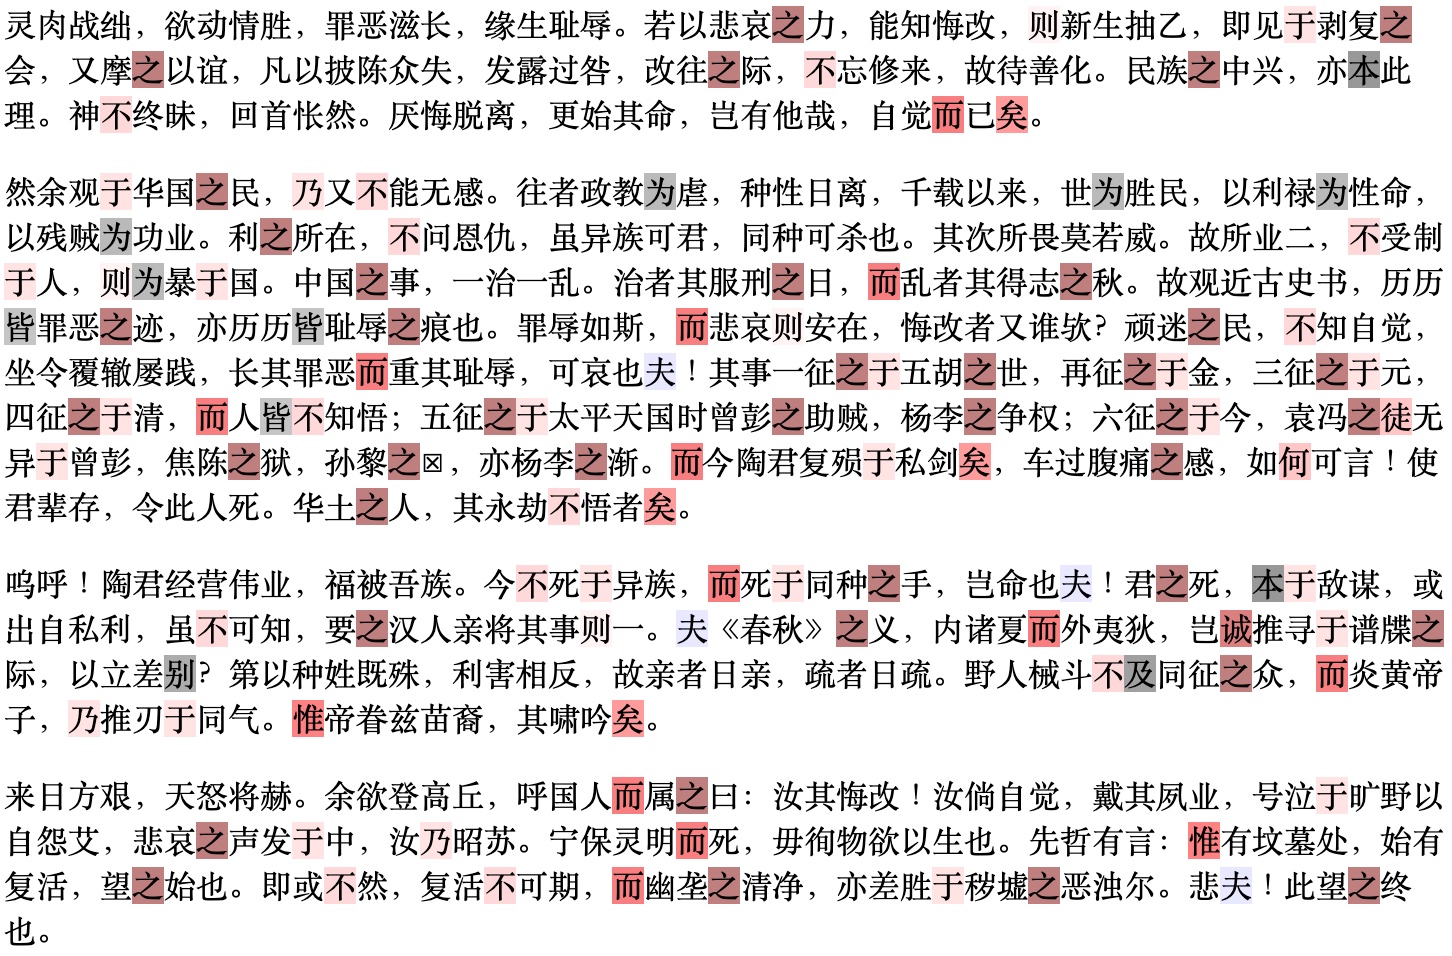 灵肉战绌，欲动情胜，罪恶滋长，缘生耻辱。若以悲哀之力，能知悔改，则新生抽乙，即见于剥复之
会，又摩之以谊，凡以披陈众失，发露过咎，改往之际，不忘修来，故待善化。民族之中兴，亦本此
理。神不终昧，回首怅然。厌悔脱离，更始其命，岂有他哉，自觉而已矣。
然余观于华国之民，乃又不能无感。往者政教为虐，种性日离，千载以来，世为胜民，以利禄为性命，
以残贼为功业。利之所在，不问恩仇，虽异族可君，同种可杀也。其次所畏莫若威。故所业二，不受制
于人，则为暴于国。中国之事，一治一乱。治者其服刑之日，而乱者其得志之秋。故观近古史书，历历
皆罪恶之迹，亦历历皆耻辱之痕也。罪辱如斯，而悲哀则安在，悔改者又谁欤？顽迷之民，不知自觉，
坐令覆辙屡践，长其罪恶而重其耻辱，可哀也夫！其事一征之于五胡之世，再征之于金，三征之于元，
四征之于清，而人皆不知悟；五征之于太平天国时曾彭之助贼，杨李之争权；六征之于今，袁冯之徒无
异于曾彭，焦陈之狱，孙黎之☒，亦杨李之渐。而今陶君复殒于私剑矣，车过腹痛之感，如何可言！使
君辈存，令此人死。华土之人，其永劫不悟者矣。
呜呼！陶君经营伟业，福被吾族。今不死于异族，而死于同种之手，岂命也夫！君之死，本于敌谋，或
出自私利，虽不可知，要之汉人亲将其事则一。夫《春秋》之义，内诸夏而外夷狄，岂诚推寻于谱牒之
际，以立差别？第以种姓既殊，利害相反，故亲者日亲，疏者日疏。野人械斗不及同征之众，而炎黄帝
子，乃推刃于同气。惟帝眷兹苗裔，其啸吟矣。
来日方艰，天怒将赫。余欲登高丘，呼国人而属之曰：汝其悔改！汝倘自觉，戴其夙业，号泣于旷野以
自怨艾，悲哀之声发于中，汝乃昭苏。宁保灵明而死，毋徇物欲以生也。先哲有言：惟有坟墓处，始有
复活，望之始也。即或不然，复活不可期，而幽垄之清净，亦差胜于秽墟之恶浊尔。悲夫！此望之终
也。